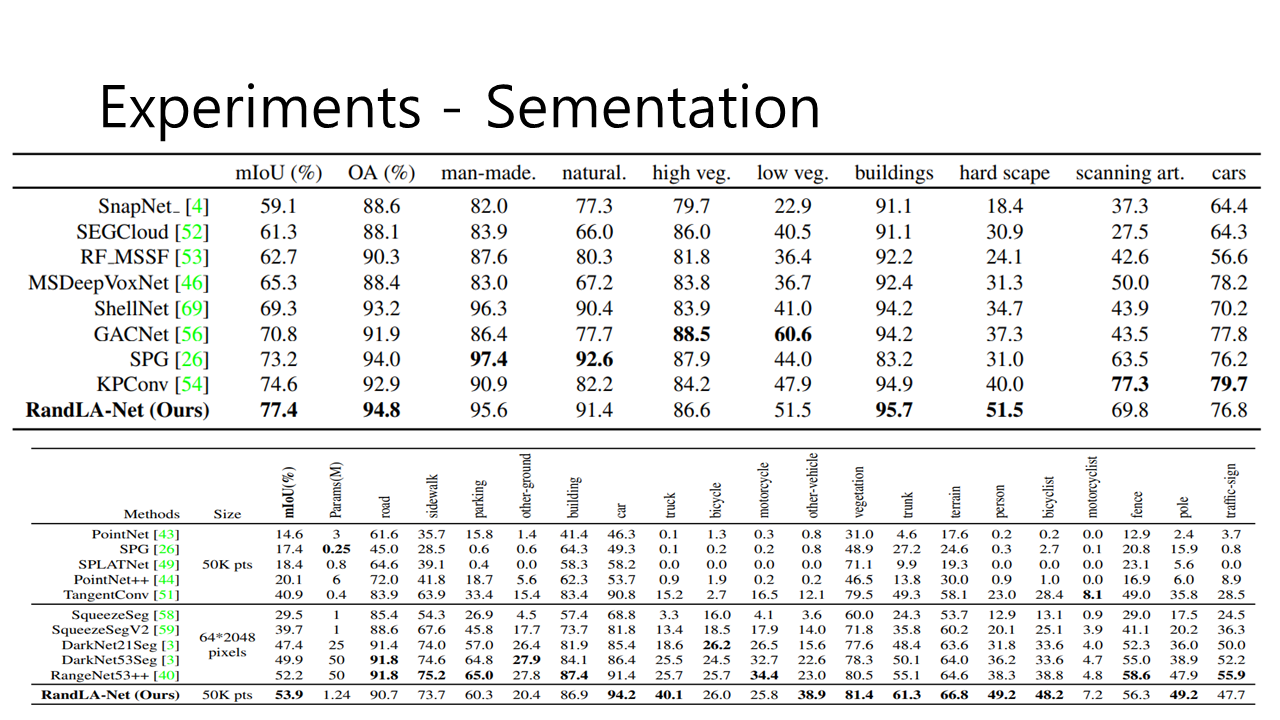 Experiments - Sementation
mIoU (%) OA (%) man-made. natural. high veg. low veg. buildings hard scape scanning art. cars
SnapNet_ [4] 59.1 88.6 82.0 77.3 79.7 22.9 91.1 18.4 37.3 64.4
SEGCloud [52] 61.3 88.1 83.9 66.0 86.0 40.5 91.1 30.9 27.5 64.3
RF_MSSF [53] 62.7 90.3 87.6 80.3 81.8 36.4 92.2 24.1 42.6 56.6
MSDeepVoxNet [46] 65.3 88.4 83.0 67.2 83.8 36.7 92.4 31.3 50.0 78.2
ShellNet [69] 69.3 93.2 96.3 90.4 83.9 41.0 94.2 34.7 43.9 70.2
GACNet [56] 70.8 91.9 86.4 77.7 88.5 60.6 94.2 37.3 43.5 77.8
SPG [26] 73.2 94.0 97.4 92.6 87.9 44.0 83.2 31.0 63.5 76.2
KPConv [54] 74.6 92.9 90.9 82.2 84.2 47.9 94.9 40.0 77.3 79.7
RandLA-Net (Ours) 77.4 94.8 95.6 91.4 86.6 51.5 95.7 51.5 69.8 76.8
Methods Size mIoU(%) Params(M) road sidewalk parking other-ground building car truck bicycle motorcycle other-vehicle vegetation trunk terrain person bicyclist motorcyclist fence pole traffic-sign
PointNet [43] 14.6 3 61.6 35.7 15.8 1.4 41.4 46.3 0.1 1.3 0.3 0.8 31.0 4.6 17.6 0.2 0.2 0.0 12.9 2.4 3.7
SPG [26] 17.4 0.25 45.0 28.5 0.6 0.6 64.3 49.3 0.1 0.2 0.2 0.8 48.9 27.2 24.6 0.3 2.7 0.1 20.8 15.9 0.8
SPLATNet [49] 50K pts 18.4 0.8 64.6 39.1 0.4 0.0 58.3 58.2 0.0 0.0 0.0 0.0 71.1 9.9 19.3 0.0 0.0 0.0 23.1 5.6 0.0
PointNet++ [44] 20.1 6 72.0 41.8 18.7 5.6 62.3 53.7 0.9 1.9 0.2 0.2 46.5 13.8 30.0 0.9 1.0 0.0 16.9 6.0 8.9
TangentConv [51] 40.9 0.4 83.9 63.9 33.4 15.4 83.4 90.8 15.2 2.7 16.5 12.1 79.5 49.3 58.1 23.0 28.4 8.1 49.0 35.8 28.5
SqueezeSeg [58] 29.5 1 85.4 54.3 26.9 4.5 57.4 68.8 3.3 16.0 4.1 3.6 60.0 24.3 53.7 12.9 13.1 0.9 29.0 17.5 24.5
SqueezeSegV2 [59] 39.7 1 88.6 67.6 45.8 17.7 73.7 81.8 13.4 18.5 17.9 14.0 71.8 35.8 60.2 20.1 25.1 3.9 41.1 20.2 36.3
DarkNet21Seg [3] 64*2048 pixels 47.4 25 91.4 74.0 57.0 26.4 81.9 85.4 18.6 26.2 26.5 15.6 77.6 48.4 63.6 31.8 33.6 4.0 52.3 36.0 50.0
DarkNet53Seg [3] 49.9 50 91.8 74.6 64.8 27.9 84.1 86.4 25.5 24.5 32.7 22.6 78.3 50.1 64.0 36.2 33.6 4.7 55.0 38.9 52.2
RangeNet53++ [40] 52.2 50 91.8 75.2 65.0 27.8 87.4 91.4 25.7 25.7 34.4 23.0 80.5 55.1 64.6 38.3 38.8 4.8 58.6 47.9 55.9
RandLA-Net (Ours) 50K pts 53.9 1.24 90.7 73.7 60.3 20.4 86.9 94.2 40.1 26.0 25.8 38.9 81.4 61.3 66.8 49.2 48.2 7.2 56.3 49.2 47.7